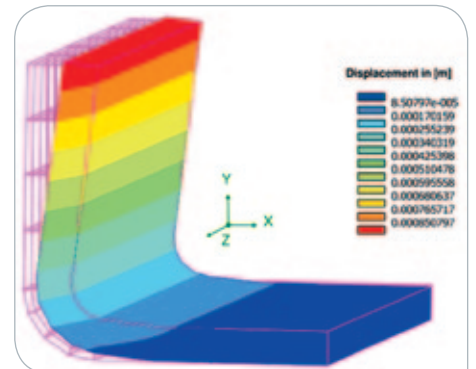 Displacement in [m]
8.50797e-005
0.000170159
0.000255239
0.000340319
0.000425398
0.000510478
0.000595558
0.000680637
0.000765717
0.000850797
Y
X
Z